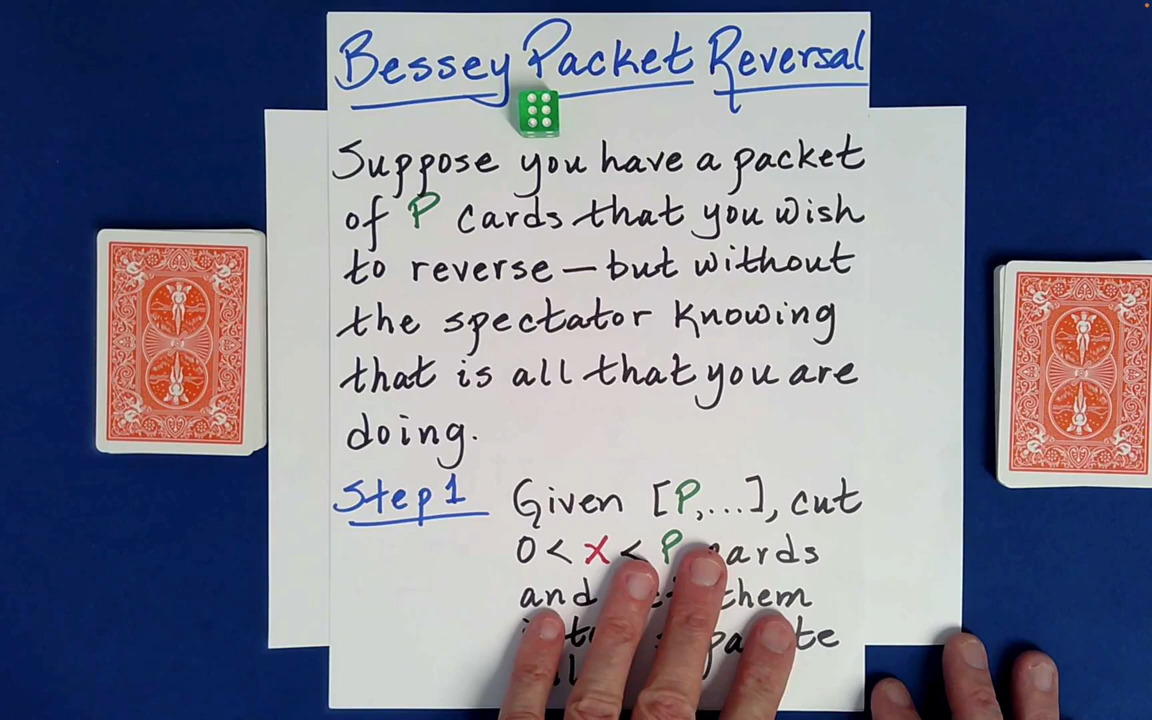 Bessey Packet Reversal
Suppose you have a packet
of P cards that you wish
to reverse — but without
the spectator knowing
that is all that you are
doing.
Step 1 Given [P,...], cut
0 < x < P cards
and them